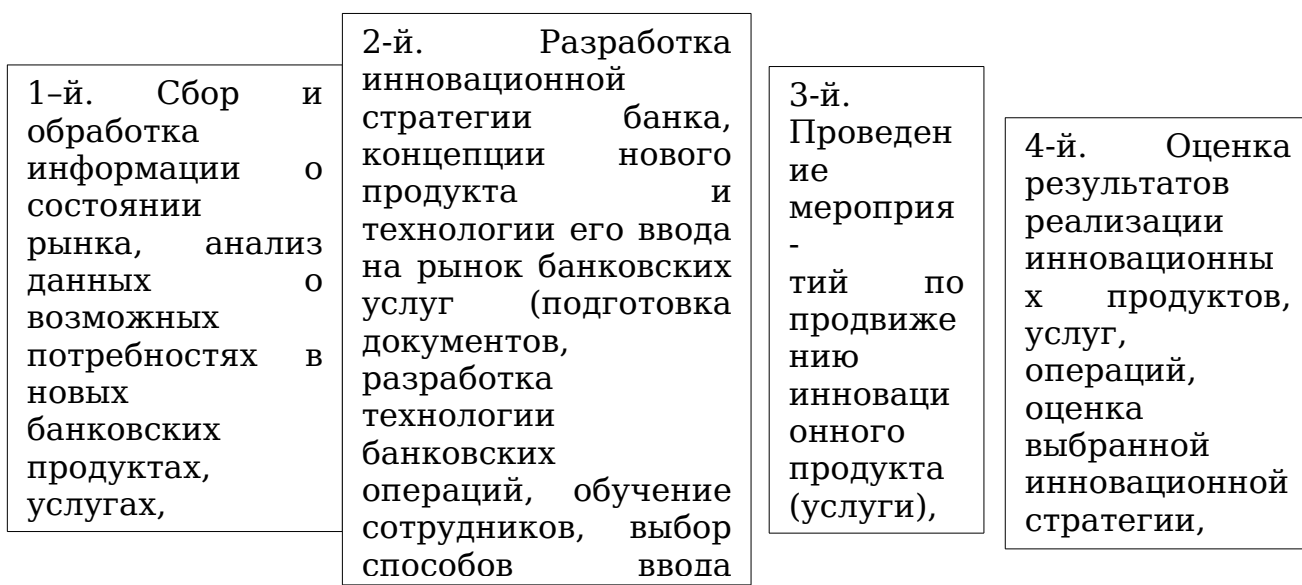 1–й. Сбор и
обработка
информации о
состоянии
рынка, анализ
данных о
возможных
потребностях в
новых
банковских
продуктах,
услугах,
2-й. Разработка
инновационной
стратегии банка,
концепции нового
продукта и
технологии его ввода
на рынок банковских
услуг (подготовка
документов,
разработка
технологии
банковских
операций, обучение
сотрудников, выбор
способов ввода
3-й.
Проведен
ие
мероприя
-
тий по
продвиже
нию
инноваци
онного
продукта
(услуги),
4-й. Оценка
результатов
реализации
инновационны
х продуктов,
услуг,
операций,
оценка
выбранной
инновационной
стратегии,